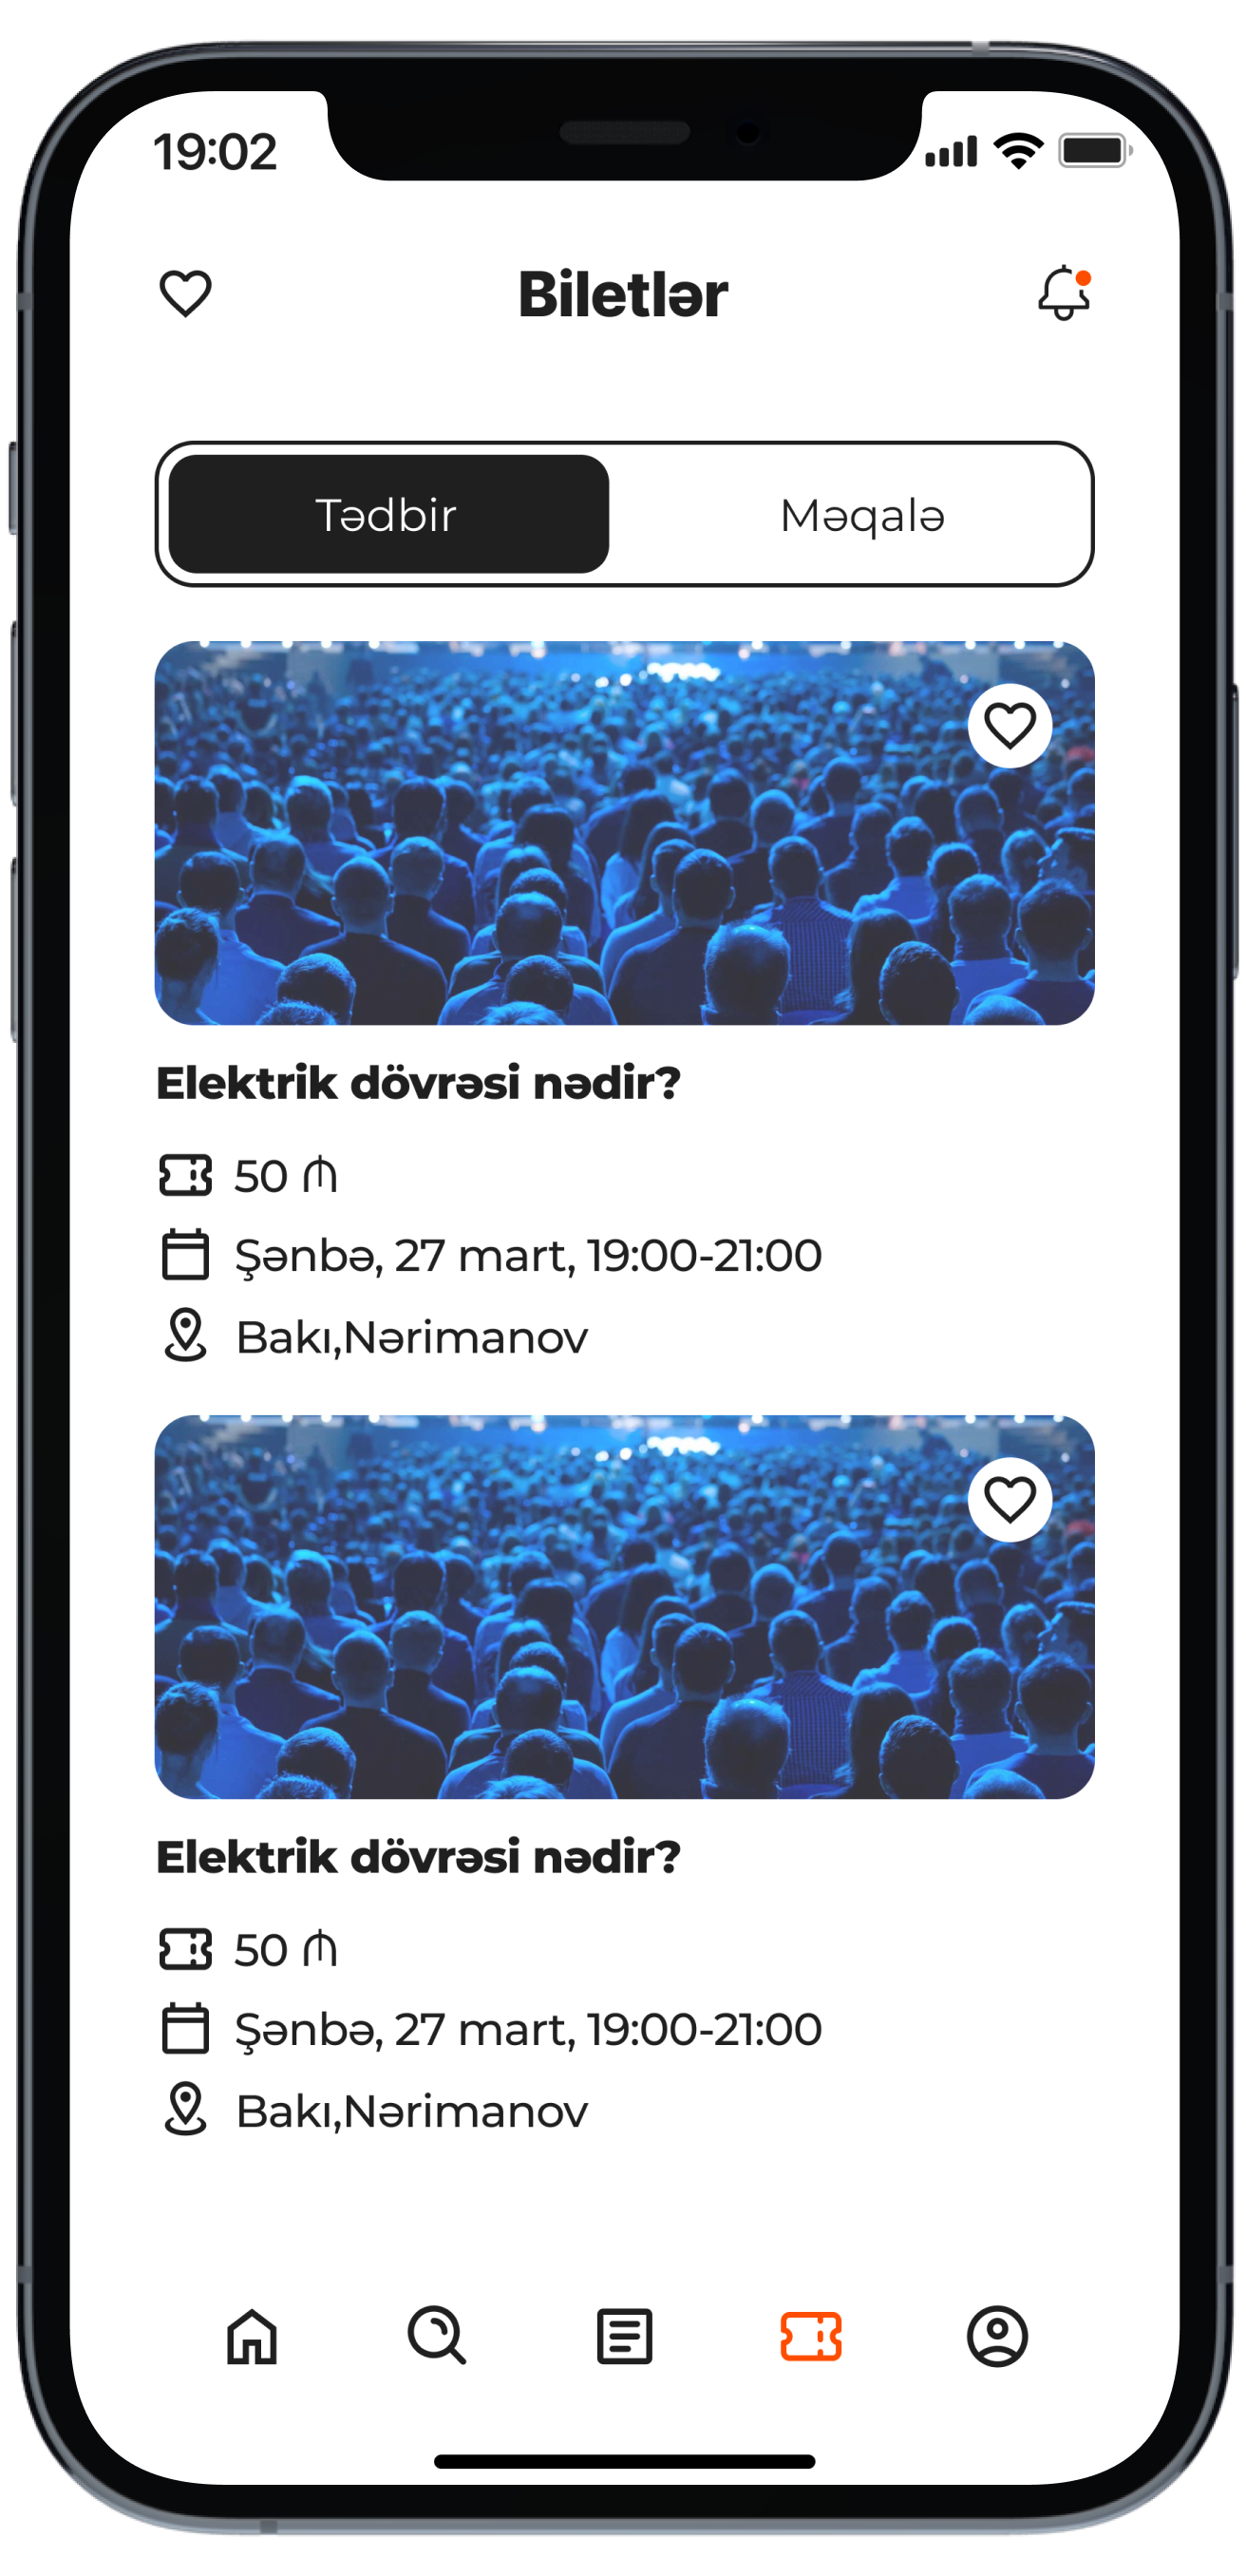 19:02
Biletlər
Tədbir
Məqalə
Elektrik dövrəsi nədir?
50 ₼
Şənbə, 27 mart, 19:00-21:00
Bakı,Nərimanov
Elektrik dövrəsi nədir?
50 ₼
Şənbə, 27 mart, 19:00-21:00
Bakı,Nərimanov